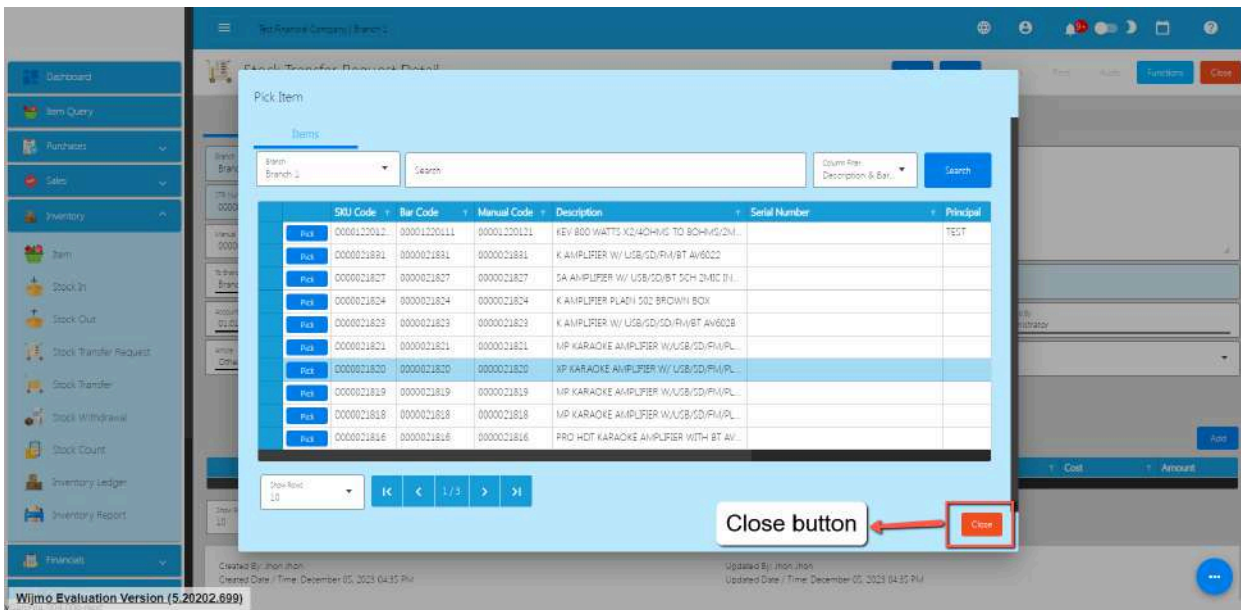 Test Financial Company | Branch 1
9+
Dashboard
Item Query
Purchases
Sales
Inventory
Item
Stock In
Stock Out
Stock Transfer Request
Stock Transfer
Stock Withdrawal
Stock Count
Inventory Ledger
Inventory Report
Financials
Stock Transfer Request Detail
Functions
Close
Pick Item
Items
Branch
Branch 1
Search
Column Filter
Description & Bar...
Search
SKU Code Bar Code Manual Code Description Serial Number Principal
Pick 0000122012... 00001220111 00001220121 KEV 800 WATTS X2/4OHMS TO 8OHMS/2M... TEST
Pick 0000021831 0000021831 0000021831 K AMPLIFIER W/ USB/SD/FM/BT AV6022
Pick 0000021827 0000021827 0000021827 SA AMPLIFIER W/ USB/SD/BT 5CH 2MIC IN...
Pick 0000021824 0000021824 0000021824 K AMPLIFIER PLAIN 502 BROWN BOX
Pick 0000021823 0000021823 0000021823 K AMPLIFIER W/ USB/SD/SD/FM/BT AV602B
Pick 0000021821 0000021821 0000021821 MP KARAOKE AMPLIFIER W/USB/SD/FM/PL...
Pick 0000021820 0000021820 0000021820 XP KARAOKE AMPLIFIER W/ USB/SD/FM/PL...
Pick 0000021819 0000021819 0000021819 MP KARAOKE AMPLIFIER W/USB/SD/FM/PL...
Pick 0000021818 0000021818 0000021818 MP KARAOKE AMPLIFIER W/USB/SD/FM/PL...
Pick 0000021816 0000021816 0000021816 PRO HDT KARAOKE AMPLIFIER WITH BT AV...
Show Rows
10
1/3
Close button
Close
Add
Cost Amount
Created By: Jhon Jhon
Created Date / Time: December 05, 2023 04:35 PM
Updated By: Jhon Jhon
Updated Date / Time: December 05, 2023 04:35 PM
Wijmo Evaluation Version (5.20202.699)